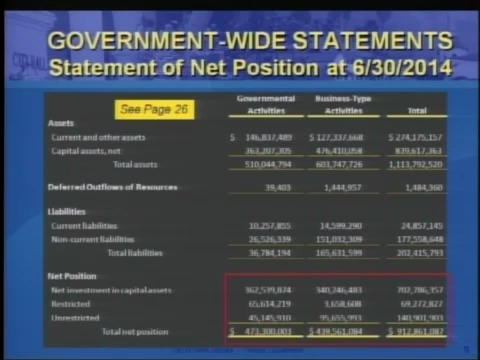 GOVERNMENT-WIDE STATEMENTS
Statement of Net Position at 6/30/2014
See Page 26
Governmental Activities Business-Type Activities Total
Assets
Current and other assets $ 146,837,489 $ 127,337,668 $ 274,175,157
Capital assets, net 363,207,305 476,410,058 839,617,363
Total assets 510,044,794 603,747,726 1,113,792,520
Deferred Outflows of Resources 39,403 1,444,957 1,484,360
Liabilities
Current liabilities 10,257,855 14,599,290 24,857,145
Non-current liabilities 26,526,339 151,032,309 177,558,648
Total liabilities 36,784,194 165,631,599 202,415,793
Net Position
Net investment in capital assets 362,539,874 340,246,483 702,786,357
Restricted 65,614,219 3,658,608 69,272,827
Unrestricted 45,145,910 95,655,993 140,801,903
Total net position $ 473,300,003 $ 439,561,084 $ 912,861,087